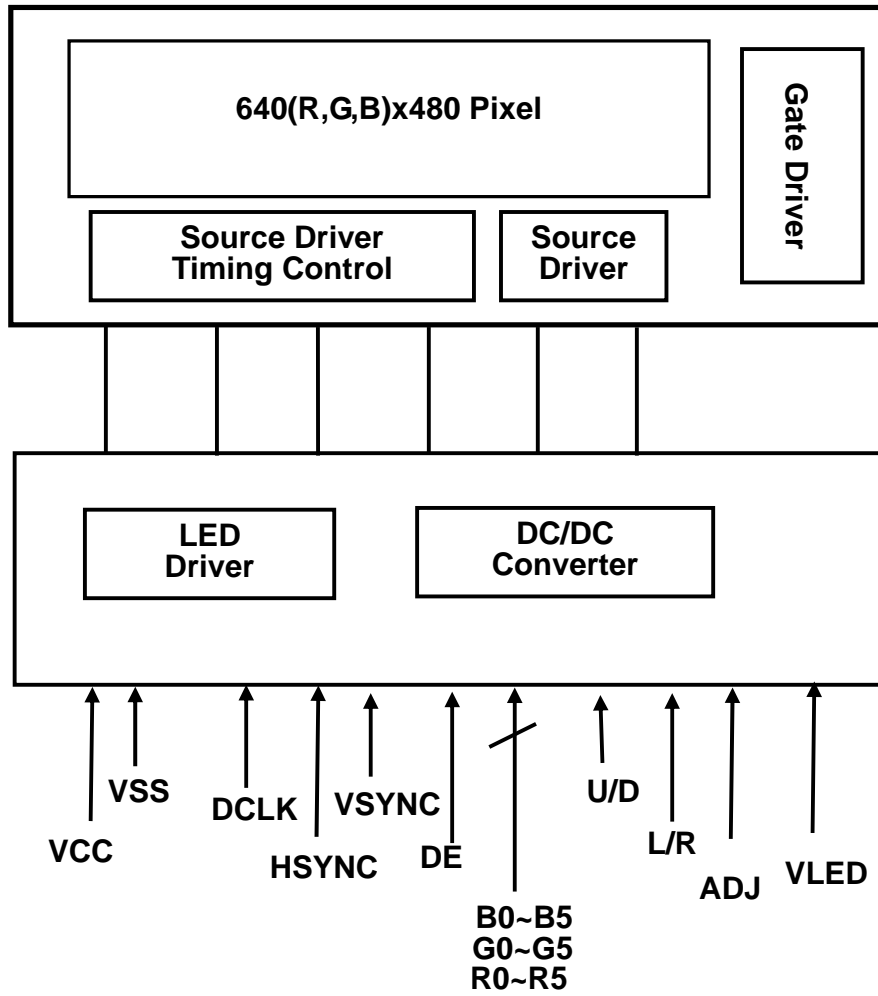 640(R,G,B)x480 Pixel
Gate Driver
Source Driver
Timing Control
Source
Driver
LED
Driver
DC/DC
Converter
VCC
VSS
DCLK
HSYNC
VSYNC
DE
B0~B5
G0~G5
R0~R5
U/D
L/R
ADJ
VLED